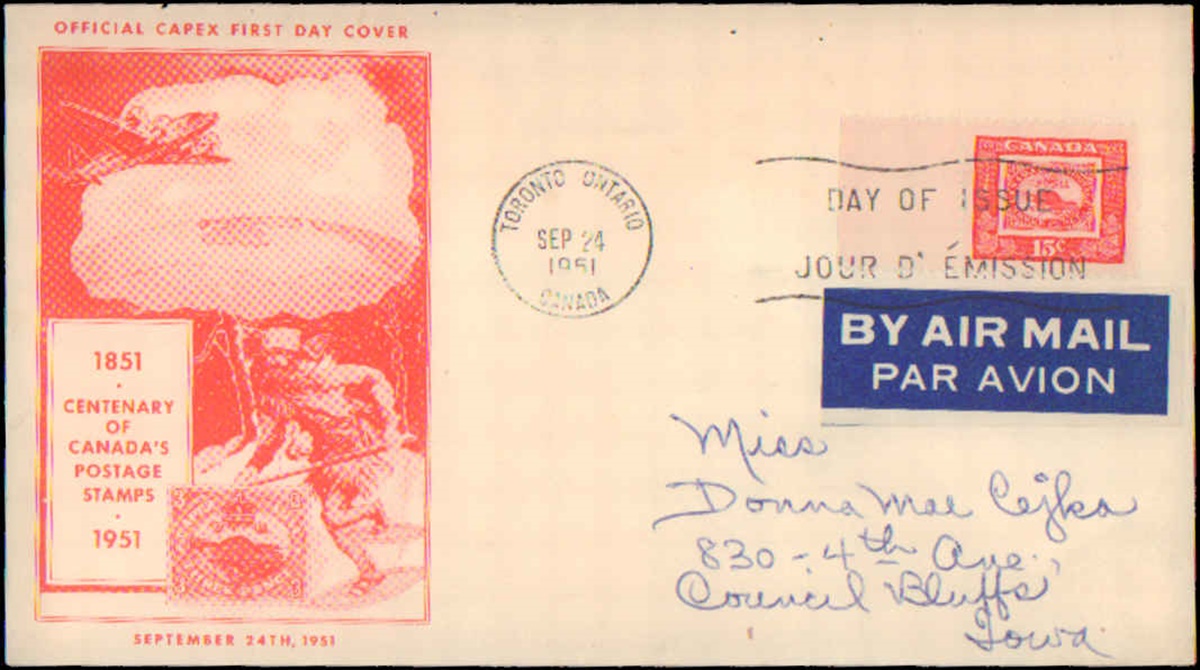 OFFICIAL CAPEX FIRST DAY COVER
1851
·
CENTENARY
OF
CANADA'S
POSTAGE
STAMPS
·
1951
SEPTEMBER 24TH, 1951
TORONTO ONTARIO
SEP 24
1951
CANADA
DAY OF ISSUE
JOUR D'ÉMISSION
CANADA
15¢
BY AIR MAIL
PAR AVION
Miss
Donna Mae Cejka
830 - 4th Ave.,
Council Bluffs
Iowa.